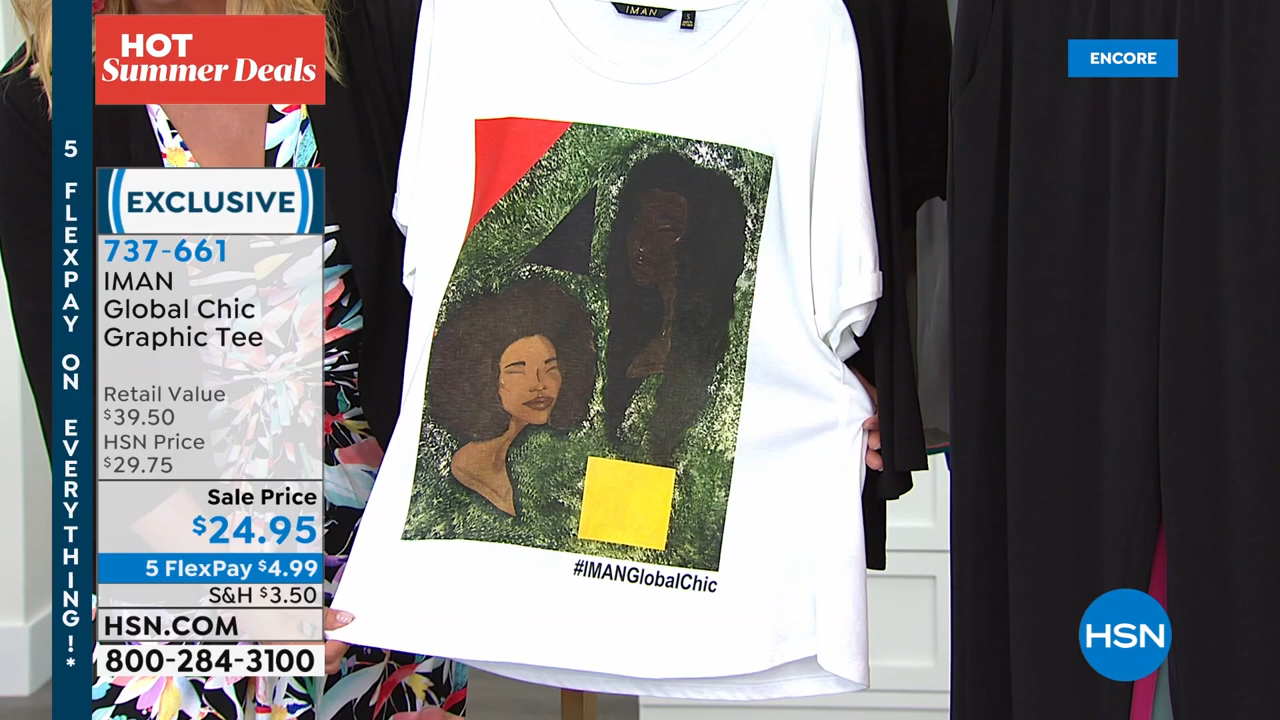 HOT
Summer Deals
ENCORE
IMAN
S
5 FLEXPAY ON EVERYTHING!*
EXCLUSIVE
737-661
IMAN
Global Chic
Graphic Tee
Retail Value
$39.50
HSN Price
$29.75
Sale Price
$24.95
5 FlexPay $4.99
S&H $3.50
HSN.COM
800-284-3100
#IMANGlobalChic
HSN